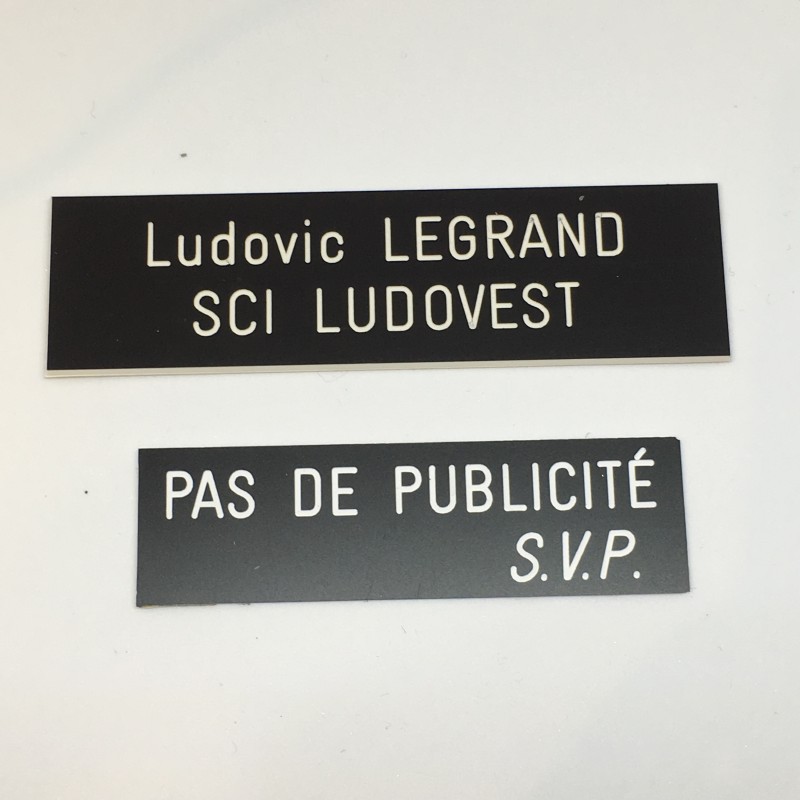 Ludovic LEGRAND
SCI LUDOVEST
PAS DE PUBLICITÉ
S.V.P.